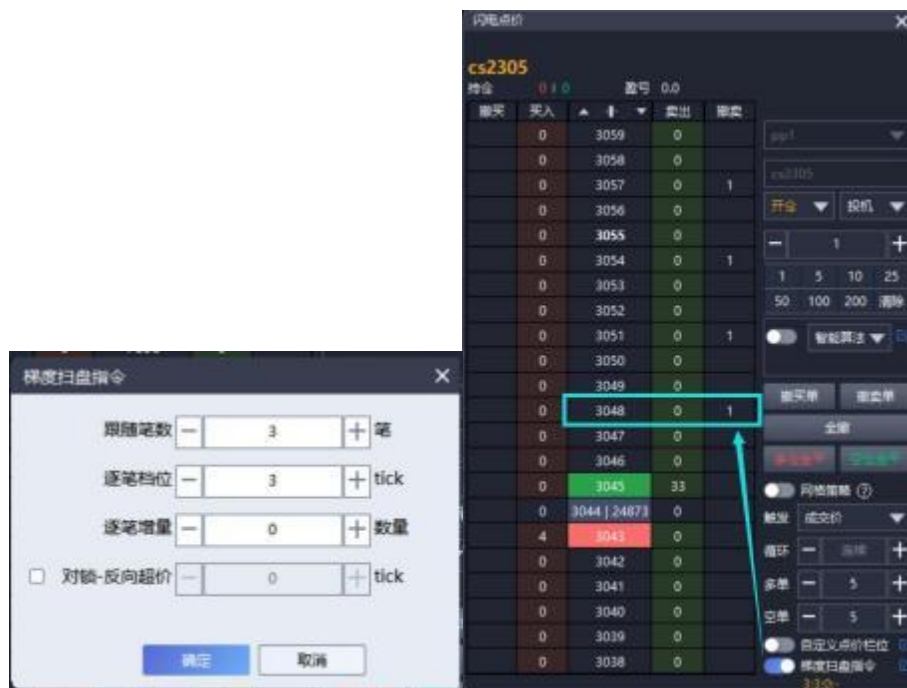 闪电点价
cs2305
持仓 0 | 0 盈亏 0.0
撤买 买入 卖出 撤卖
0 3059 0
0 3058 0
0 3057 0 1
0 3056 0
0 3055 0
0 3054 0 1
0 3053 0
0 3052 0
0 3051 0 1
0 3050 0
0 3049 0
0 3048 0 1
0 3047 0
0 3046 0
0 3045 33
0 3044 | 24873 0
4 3043 0
0 3042 0
0 3041 0
0 3040 0
0 3039 0
0 3038 0
pp1
cs2305
开仓 投机
− 1 +
1 5 10 25
50 100 200 清除
智能算法
撤买单 撤卖单
全撤
网格策略 ?
触发 成交价
循环 − 连续 +
多单 − 5 +
空单 − 5 +
自定义点价栏位
梯度扫盘指令
梯度扫盘指令
跟随笔数 − 3 + 笔
逐笔档位 − 3 + tick
逐笔增量 − 0 + 数量
对锁-反向超价 − 0 + tick
确定 取消